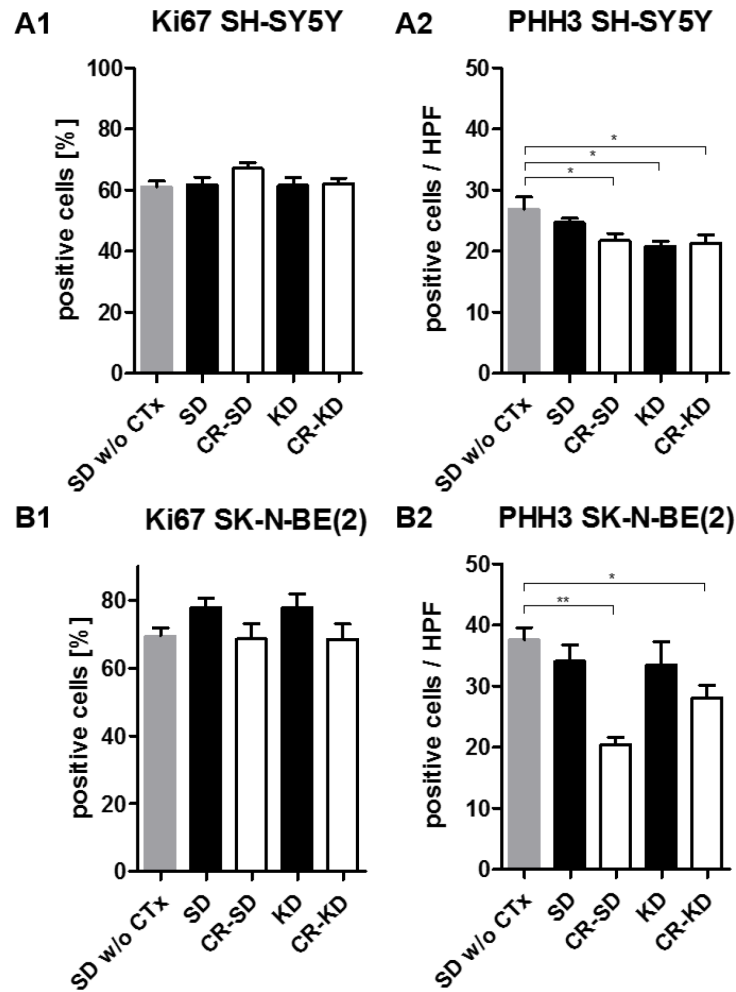 A1
Ki67 SH-SY5Y
positive cells [%]
100
80
60
40
20
0
SD w/o CTx
SD
CR-SD
KD
CR-KD
A2
PHH3 SH-SY5Y
positive cells / HPF
50
40
30
20
10
0
*
*
*
SD w/o CTx
SD
CR-SD
KD
CR-KD
B1
Ki67 SK-N-BE(2)
positive cells [%]
80
60
40
20
0
SD w/o CTx
SD
CR-SD
KD
CR-KD
B2
PHH3 SK-N-BE(2)
positive cells / HPF
50
40
30
20
10
0
*
**
SD w/o CTx
SD
CR-SD
KD
CR-KD